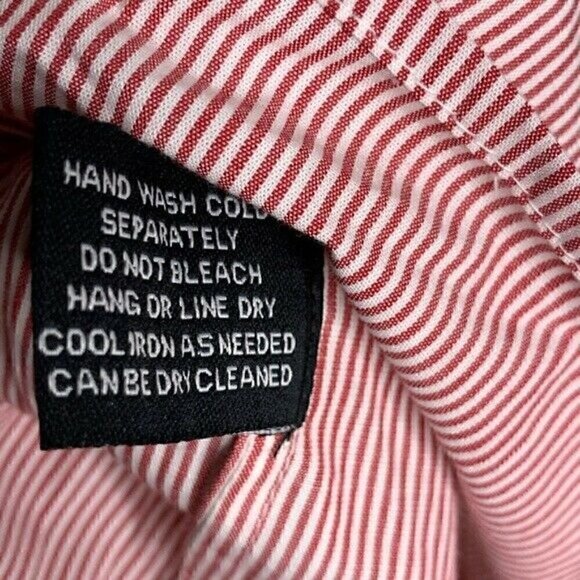 HAND WASH COLD
SEPARATELY
DO NOT BLEACH
HANG OR LINE DRY
COOL IRON AS NEEDED
CAN BE DRY CLEANED